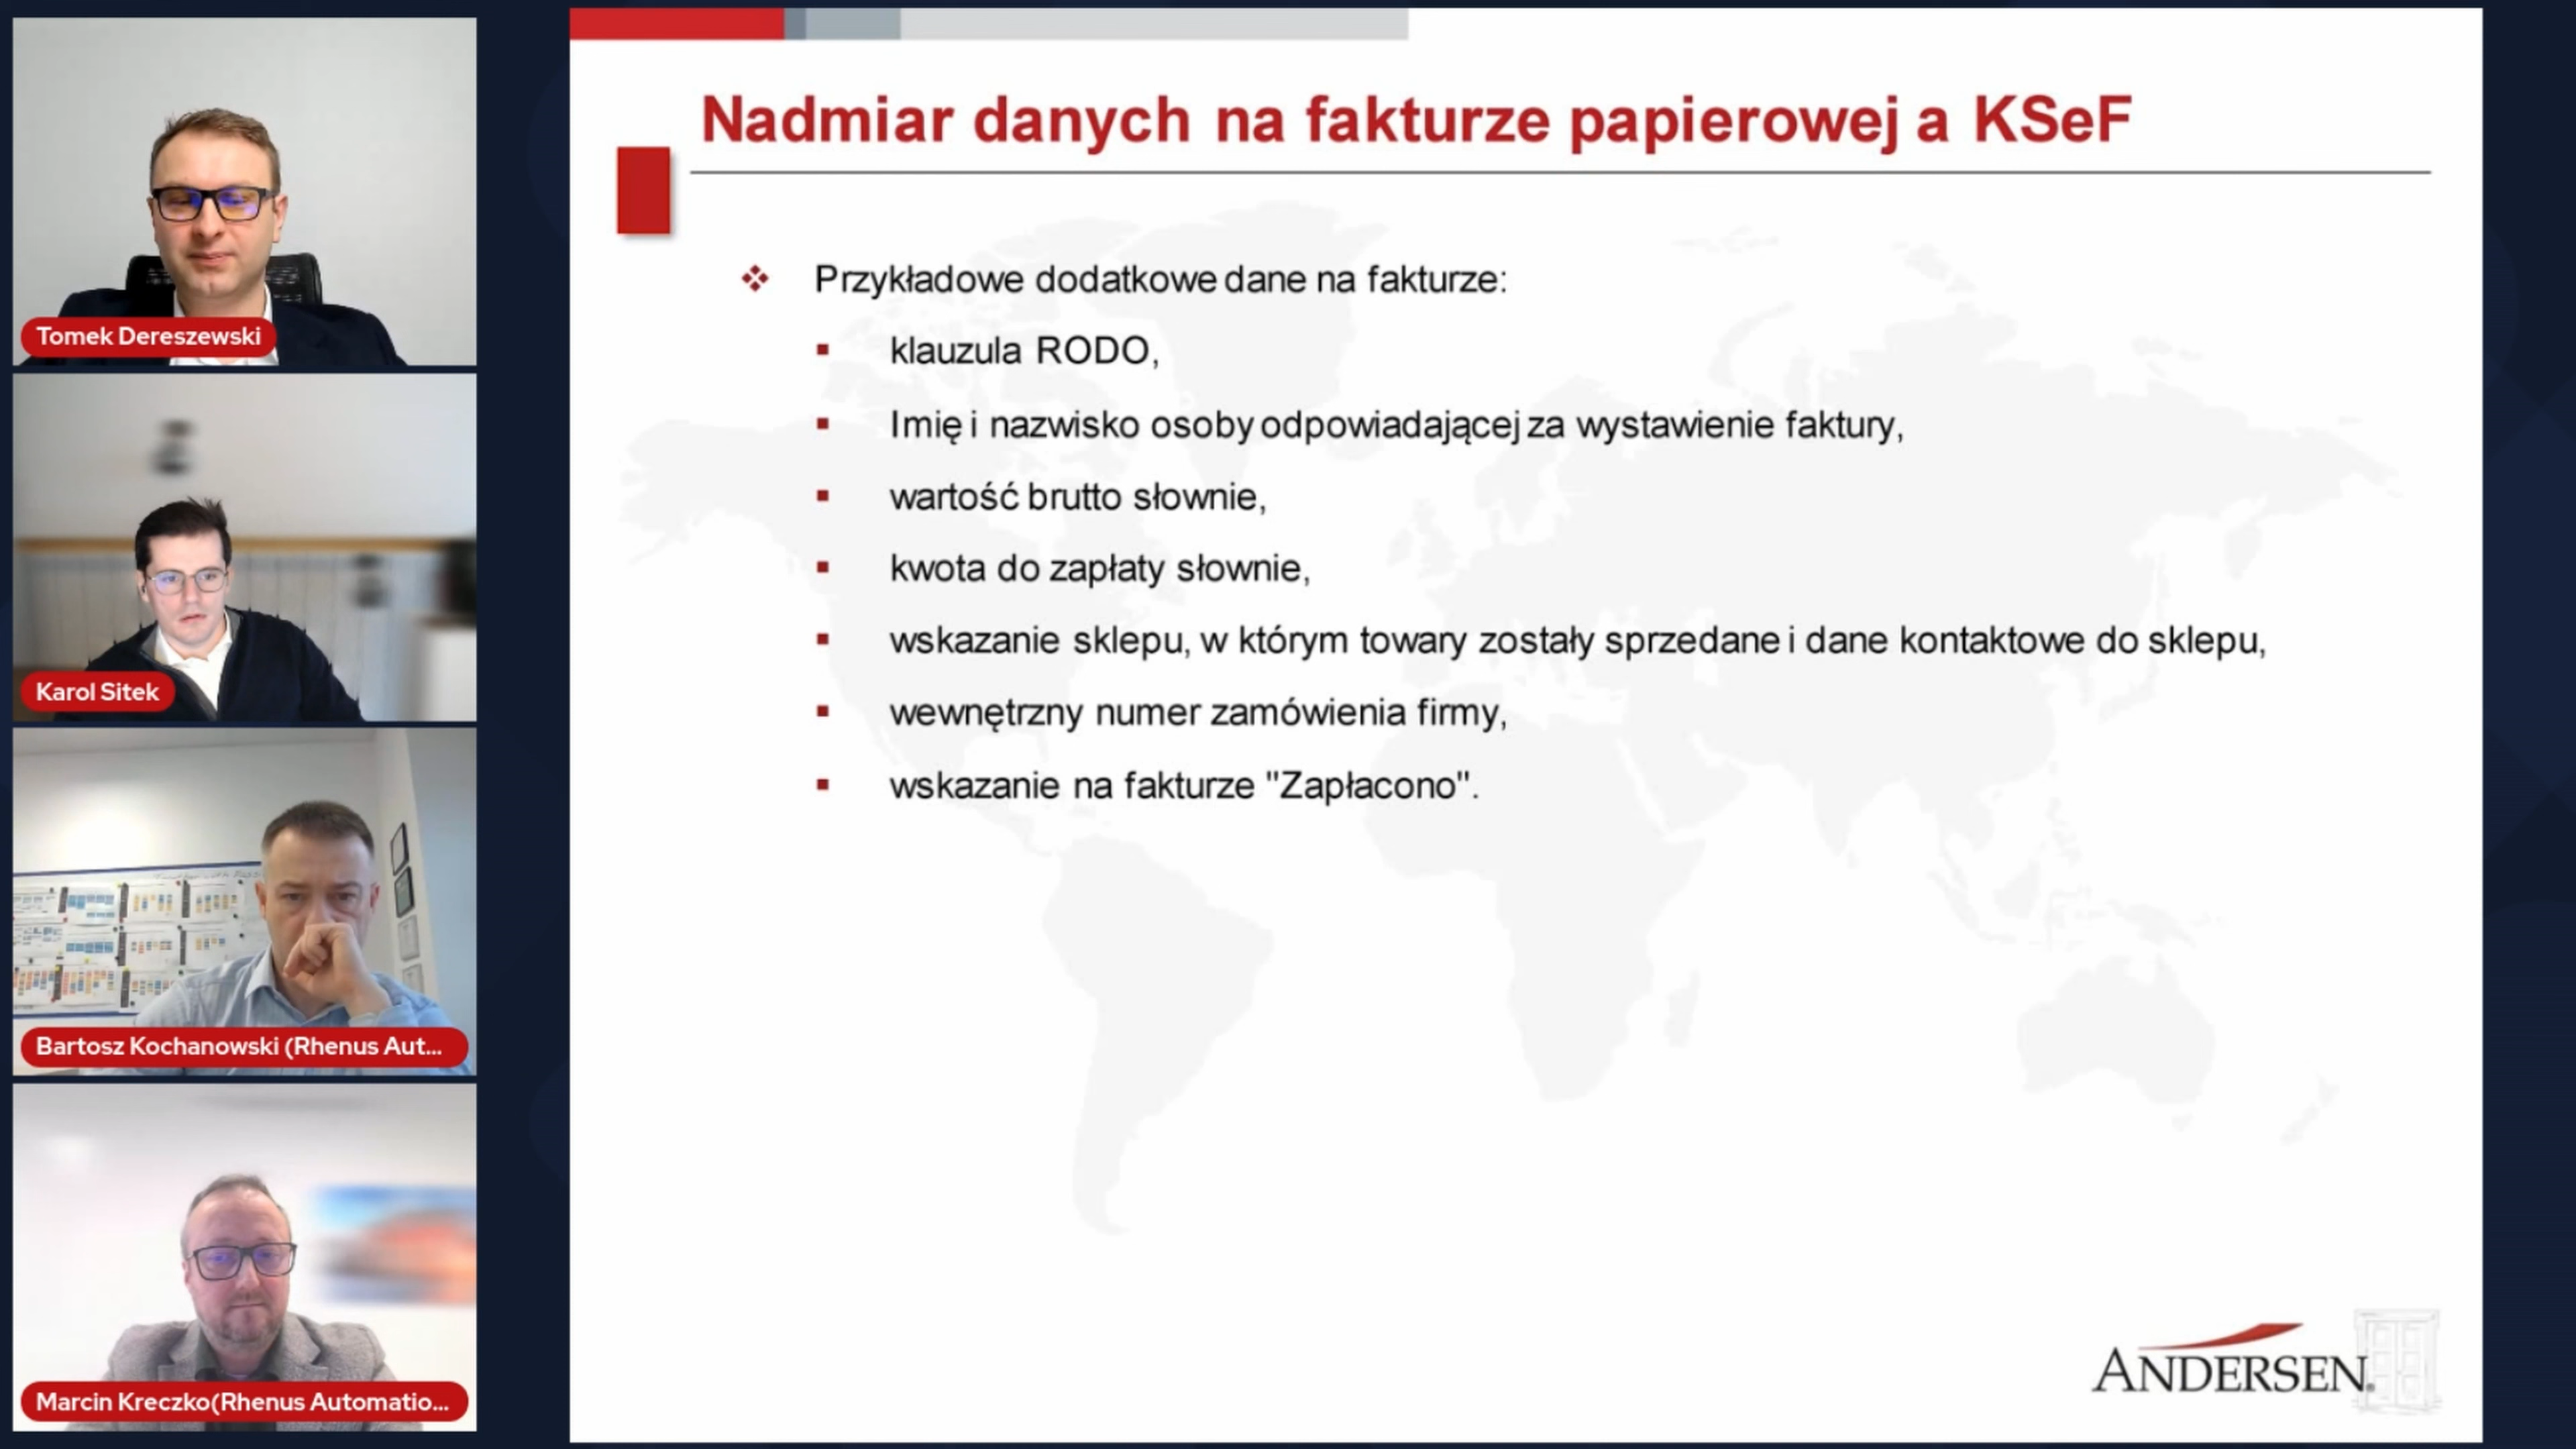 Tomek Dereszewski
Karol Sitek
Bartosz Kochanowski (Rhenus Aut...
Marcin Kreczko(Rhenus Automatio...
Nadmiar danych na fakturze papierowej a KSeF
Przykładowe dodatkowe dane na fakturze:
klauzula RODO,
Imię i nazwisko osoby odpowiadającej za wystawienie faktury,
wartość brutto słownie,
kwota do zapłaty słownie,
wskazanie sklepu, w którym towary zostały sprzedane i dane kontaktowe do sklepu,
wewnętrzny numer zamówienia firmy,
wskazanie na fakturze "Zapłacono".
ANDERSEN.